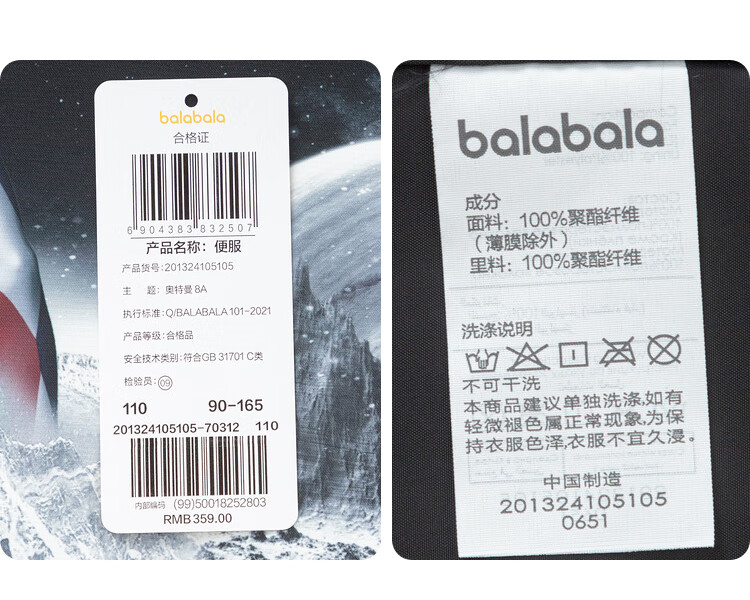 balabala
合格证
6 904383 832507
产品名称：便服
产品货号：201324105105
主　题：奥特曼 8A
执行标准：Q/BALABALA 101-2021
产品等级：合格品
安全技术类别：符合GB 31701 C类
检验员：09
110 90-165
201324105105-70312 110
内部编码 (99)50018252803
RMB 359.00
balabala
成分
面料：100%聚酯纤维
（薄膜除外）
里料：100%聚酯纤维
洗涤说明
不可干洗
本商品建议单独洗涤,如有
轻微褪色属正常现象,为保
持衣服色泽,衣服不宜久浸。
中国制造
201324105105
0651